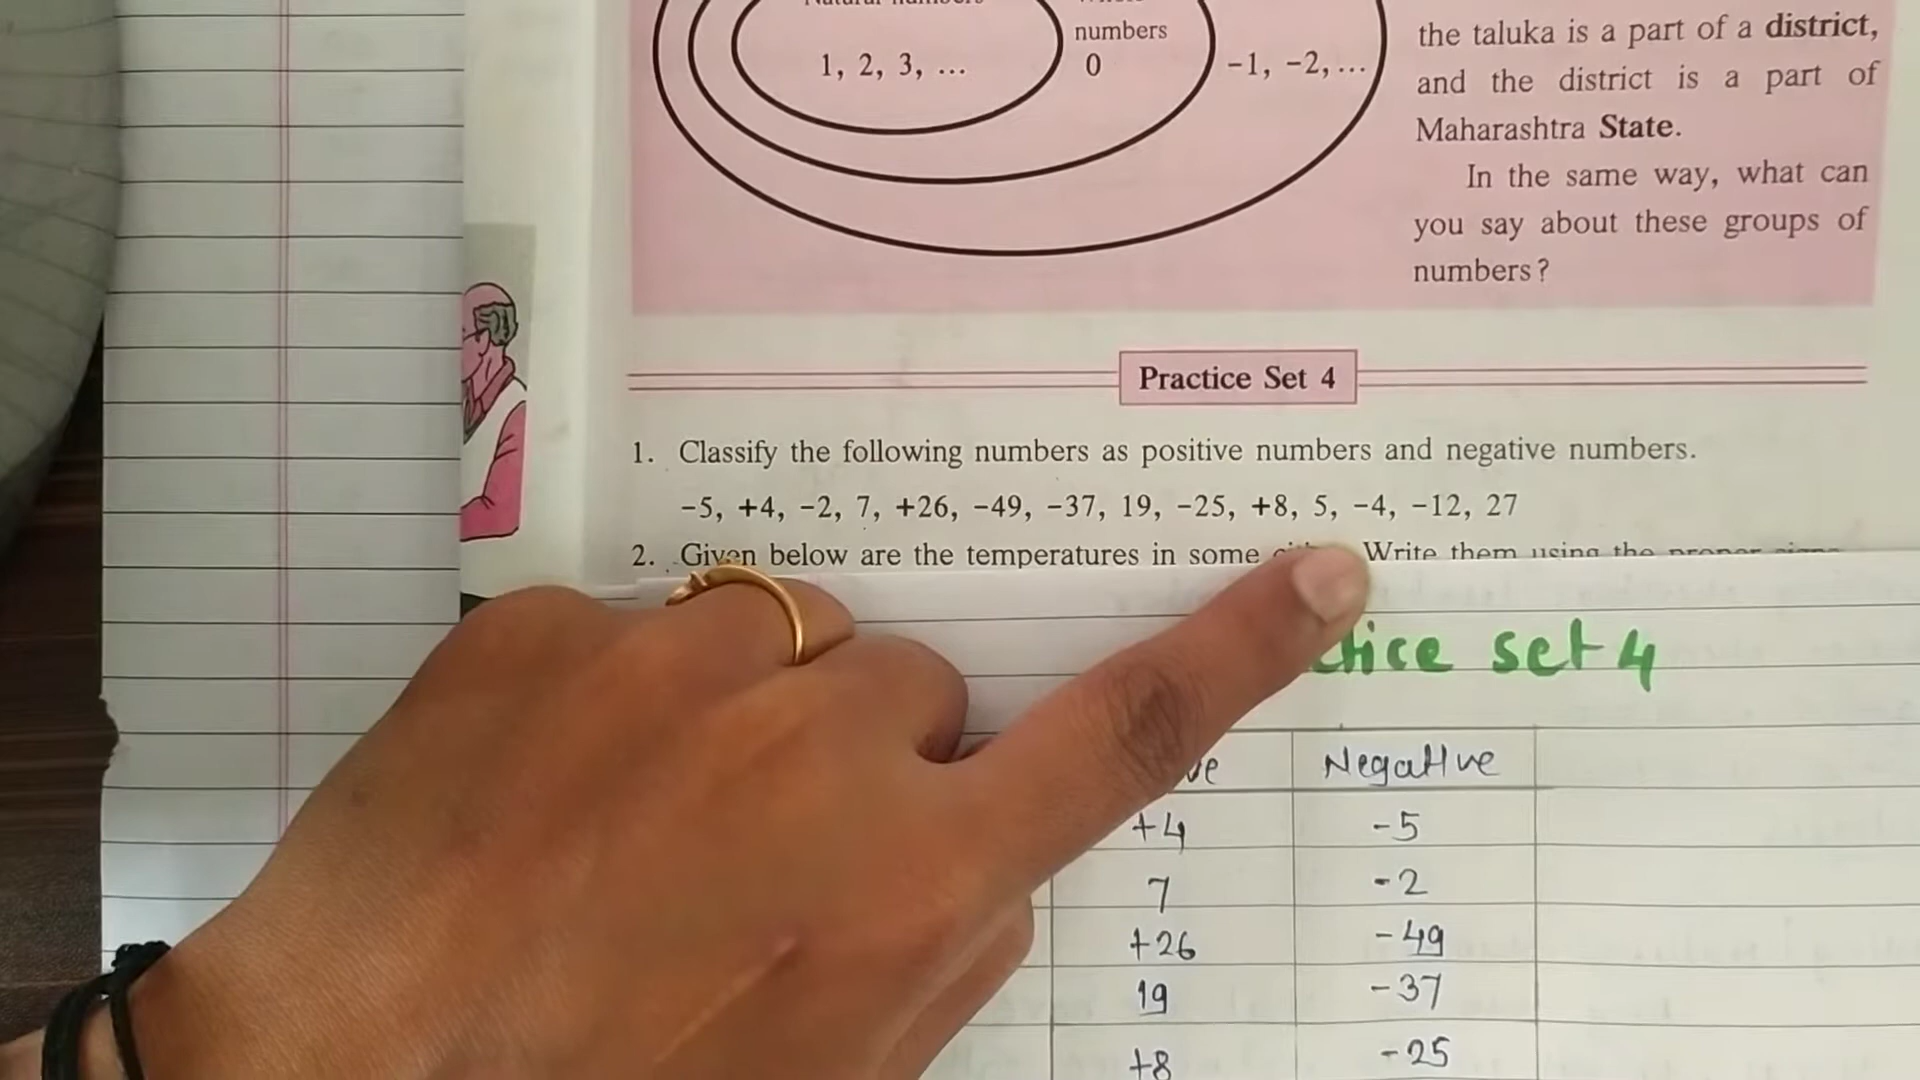 numbers
1, 2, 3, ...
0
-1, -2, ...
the taluka is a part of a district,
and the district is a part of
Maharashtra State.
In the same way, what can
you say about these groups of
numbers?
Practice Set 4
1. Classify the following numbers as positive numbers and negative numbers.
-5, +4, -2, 7, +26, -49, -37, 19, -25, +8, 5, -4, -12, 27
2. Given below are the temperatures in some Write them using the proper
set 4
Negative
+4 -5
7 -2
+26 -49
19 -37
+8 -25